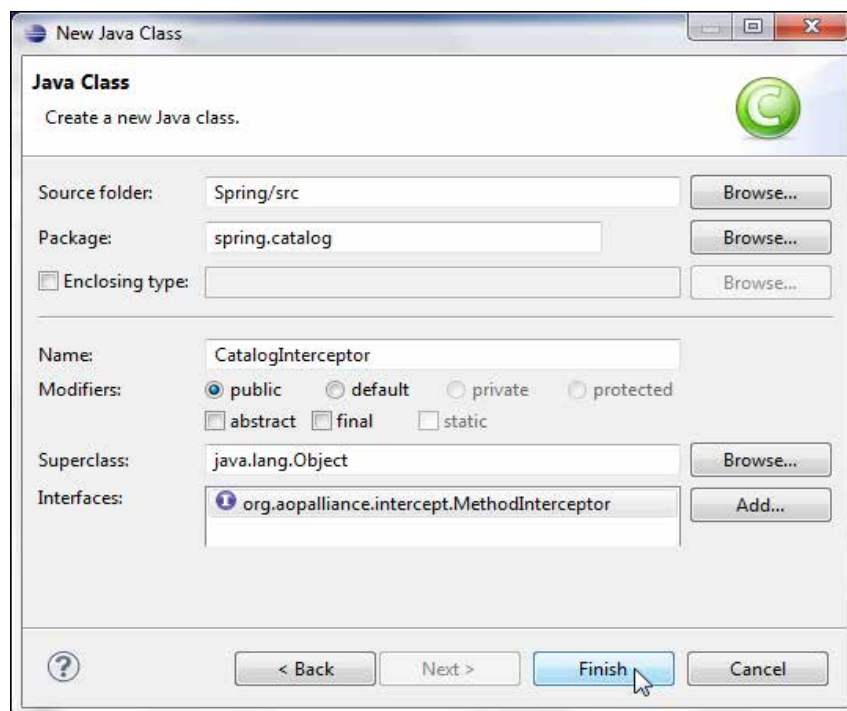 New Java Class
Java Class
Create a new Java class.
Source folder: Spring/src Browse...
Package: spring.catalog Browse...
Enclosing type: Browse...
Name: CatalogInterceptor
Modifiers: public default private protected
abstract final static
Superclass: java.lang.Object Browse...
Interfaces: org.aopalliance.intercept.MethodInterceptor Add...
? < Back Next > Finish Cancel